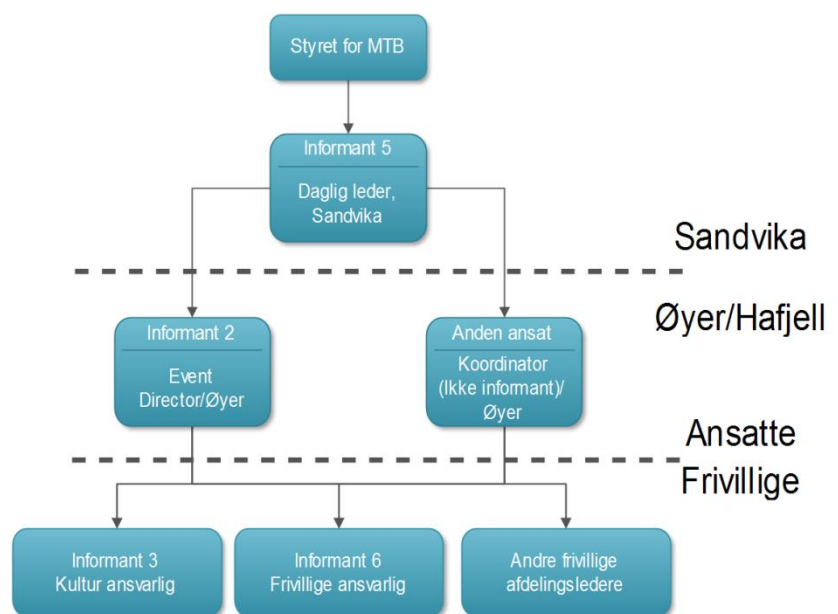 Styret for MTB
Informant 5
Daglig leder,
Sandvika
Sandvika
Øyer/Hafjell
Informant 2
Event
Director/Øyer
Anden ansat
Koordinator
(Ikke informant)/
Øyer
Ansatte
Frivillige
Informant 3
Kultur ansvarlig
Informant 6
Frivillige ansvarlig
Andre frivillige
afdelingsledere